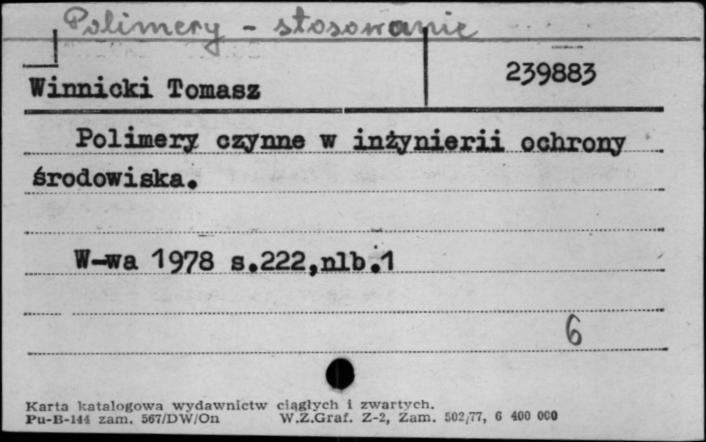 Polimery - stosowanie
239883
Winnicki Tomasz
Polimery czynne w inżynierii ochrony
środowiska.
W-wa 1978 s.222,nlb.1
6
Karta katalogowa wydawnictw ciągłych i zwartych.
Pu-B-144 zam. 567/DW/On W.Z.Graf. Z-2, Zam. 502/77, 6 400 000